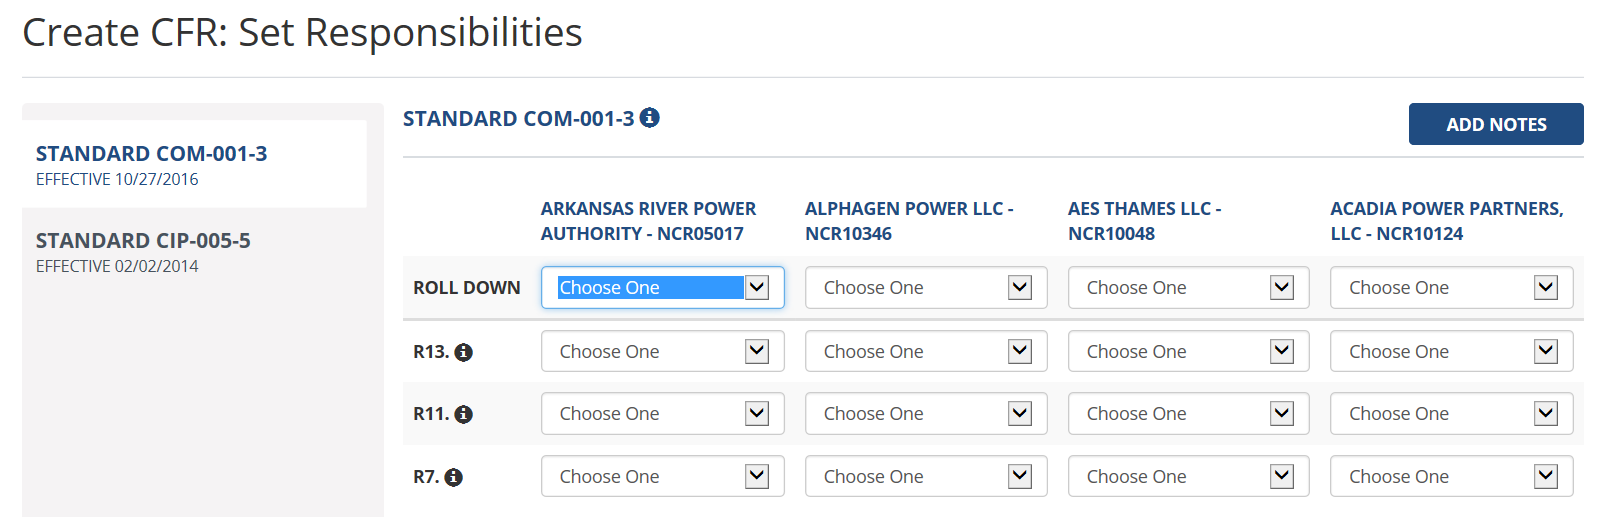 Create CFR: Set Responsibilities
STANDARD COM-001-3
EFFECTIVE 10/27/2016
STANDARD CIP-005-5
EFFECTIVE 02/02/2014
STANDARD COM-001-3
ADD NOTES
ARKANSAS RIVER POWER
AUTHORITY - NCR05017
ALPHAGEN POWER LLC -
NCR10346
AES THAMES LLC -
NCR10048
ACADIA POWER PARTNERS,
LLC - NCR10124
ROLL DOWN Choose One Choose One Choose One Choose One
R13. Choose One Choose One Choose One Choose One
R11. Choose One Choose One Choose One Choose One
R7. Choose One Choose One Choose One Choose One